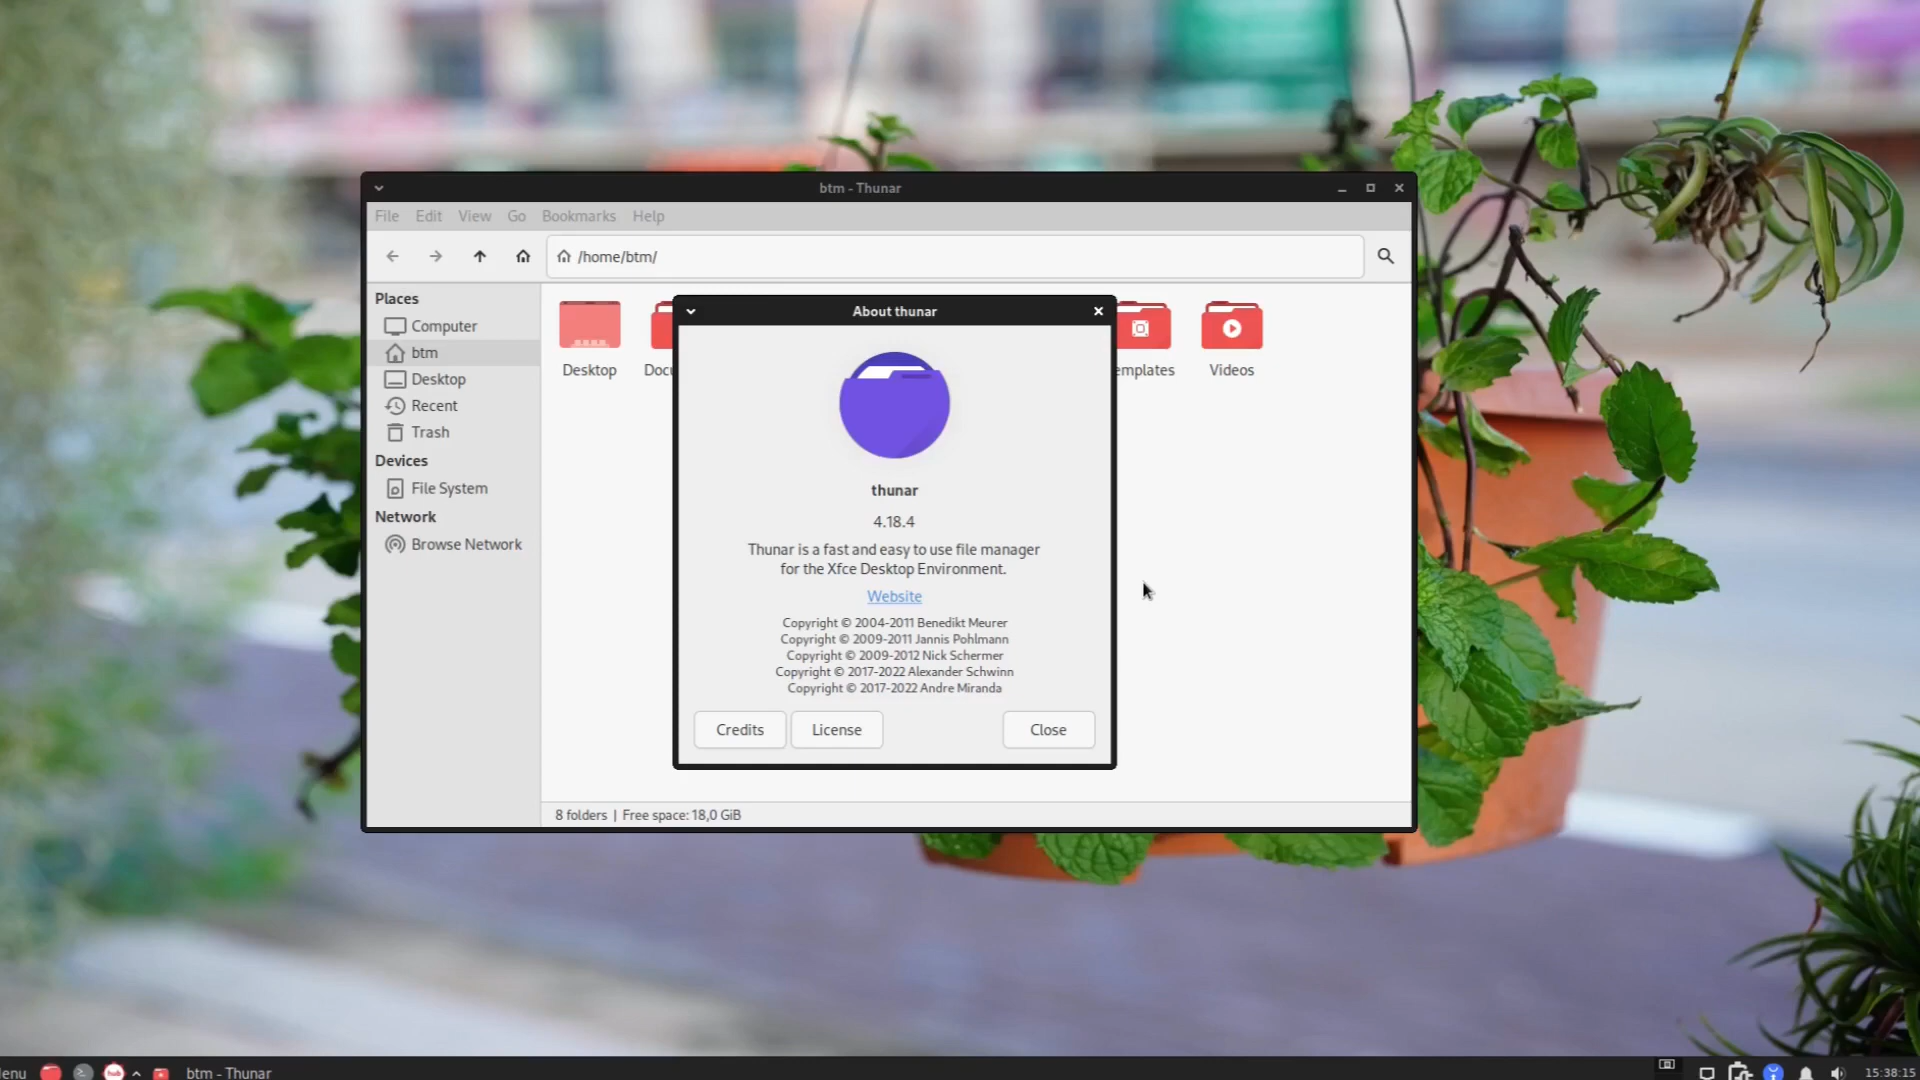 btm - Thunar
File Edit View Go Bookmarks Help
/home/btm/
Places
Computer
btm
Desktop
Recent
Trash
Devices
File System
Network
Browse Network
Desktop
Docu
emplates
Videos
About thunar
thunar
4.18.4
Thunar is a fast and easy to use file manager
for the Xfce Desktop Environment.
Website
Copyright © 2004-2011 Benedikt Meurer
Copyright © 2009-2011 Jannis Pohlmann
Copyright © 2009-2012 Nick Schermer
Copyright © 2017-2022 Alexander Schwinn
Copyright © 2017-2022 Andre Miranda
Credits License Close
8 folders | Free space: 18,0 GiB
enu btm - Thunar 15:38:15